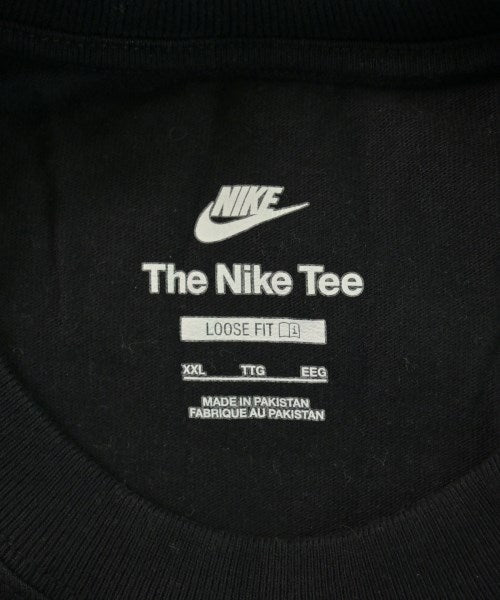 NIKE
The Nike Tee
LOOSE FIT
XXL TTG EEG
MADE IN PAKISTAN
FABRIQUE AU PAKISTAN